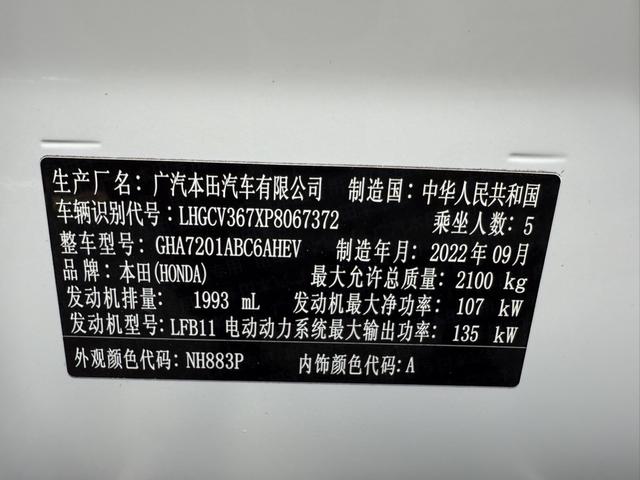 生产厂名：广汽本田汽车有限公司 制造国：中华人民共和国
车辆识别代号：LHGCV367XP8067372 乘坐人数：5
整车型号：GHA7201ABC6AHEV 制造年月：2022年09月
品牌：本田(HONDA) 最大允许总质量：2100 kg
发动机排量： 1993 mL 发动机最大净功率：107 kW
发动机型号：LFB11 电动动力系统最大输出功率：135 kW
外观颜色代码：NH883P 内饰颜色代码：A